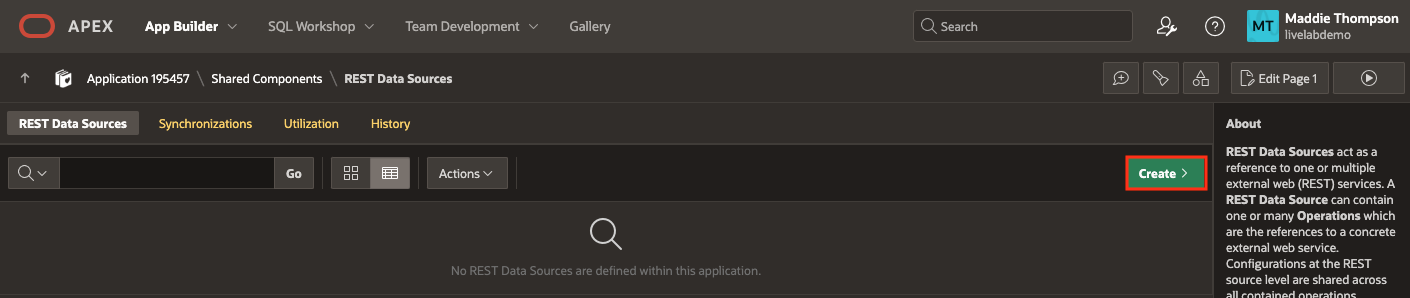 APEX App Builder SQL Workshop Team Development Gallery Search MT Maddie Thompson
livelabdemo
Application 195457 \ Shared Components \ REST Data Sources Edit Page 1
REST Data Sources Synchronizations Utilization History
Go Actions Create
No REST Data Sources are defined within this application.
About
REST Data Sources act as a
reference to one or multiple
external web (REST) services. A
REST Data Source can contain
one or many Operations which
are the references to a concrete
external web service.
Configurations at the REST
source level are shared across
all contained operations